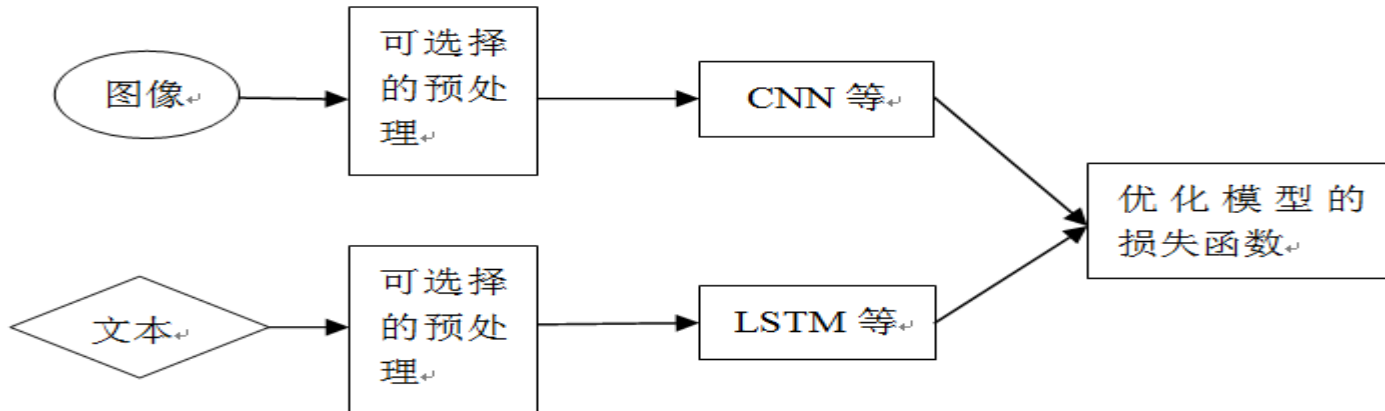 图像
可选择
的预处
理
CNN 等
优化模型的
损失函数
文本
可选择
的预处
理
LSTM 等